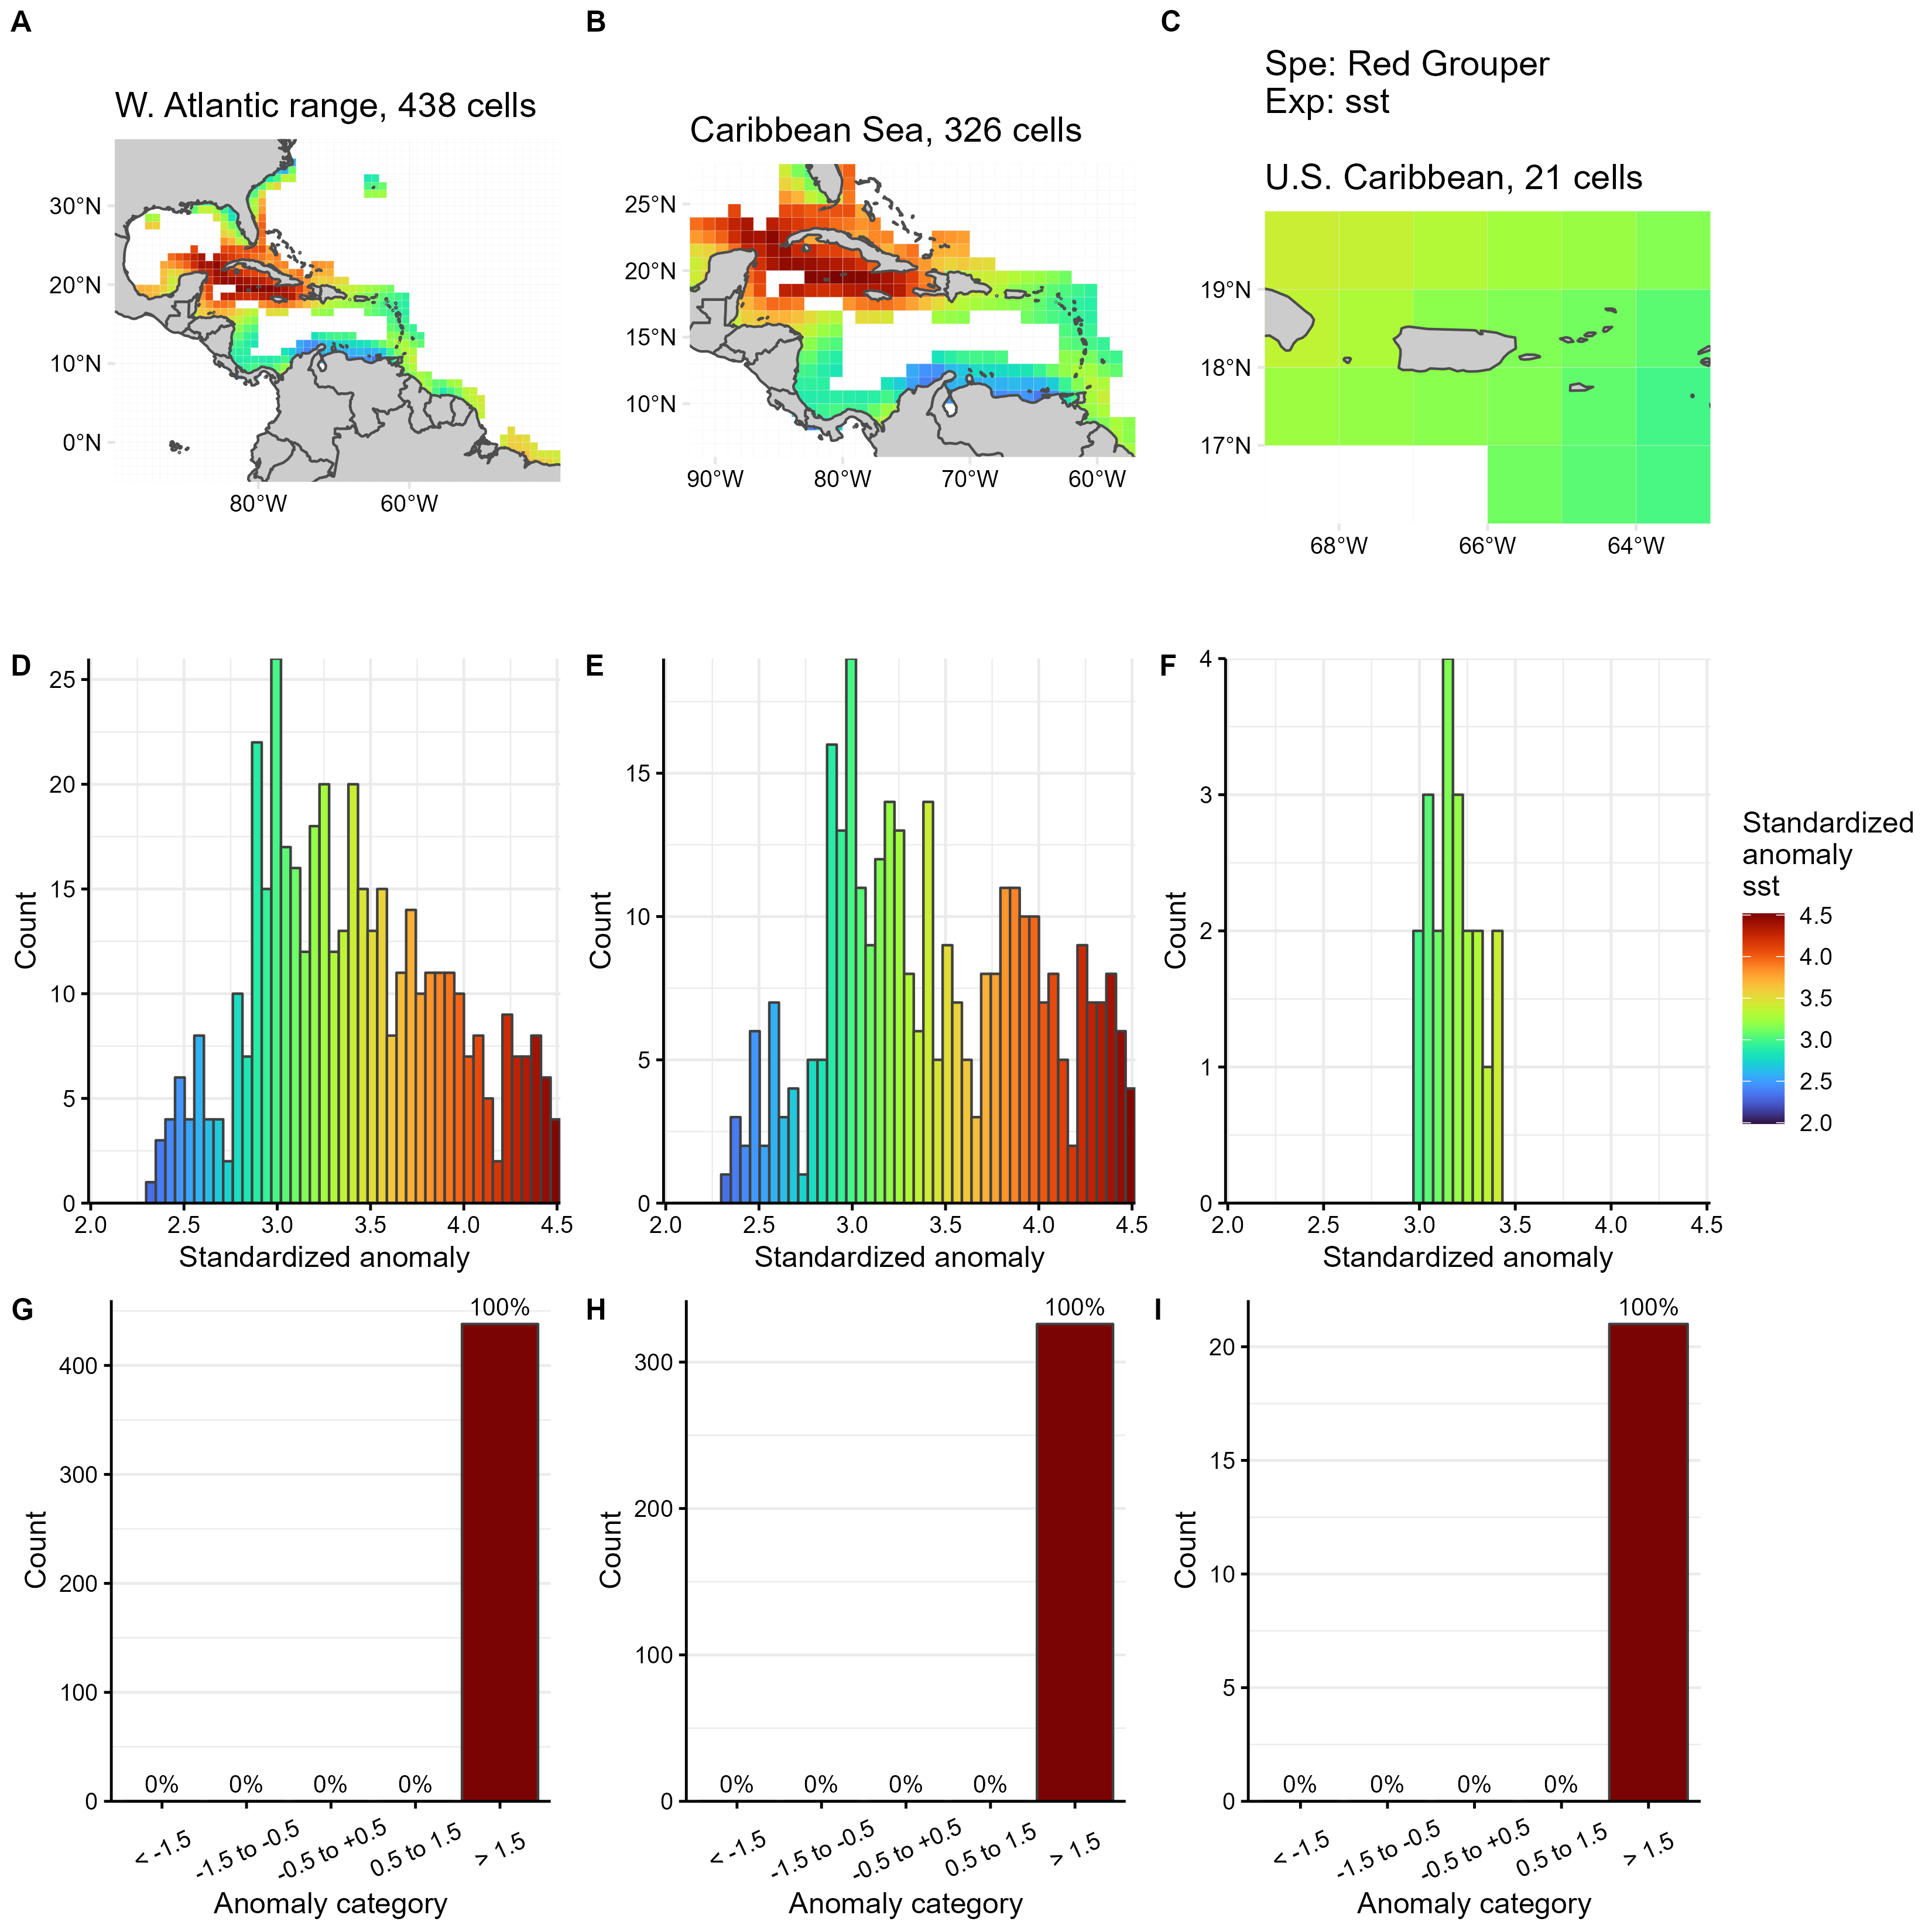 A
B
C
Spe: Red Grouper
Exp: sst
W. Atlantic range, 438 cells
Caribbean Sea, 326 cells
U.S. Caribbean, 21 cells
30°N
20°N
10°N
0°N
80°W
60°W
25°N
20°N
15°N
10°N
90°W
80°W
70°W
60°W
19°N
18°N
17°N
68°W
66°W
64°W
D
Count
25
20
15
10
5
0
2.0
2.5
3.0
3.5
4.0
4.5
Standardized anomaly
E
Count
15
10
5
0
2.0
2.5
3.0
3.5
4.0
4.5
Standardized anomaly
F
Count
4
3
2
1
0
2.0
2.5
3.0
3.5
4.0
4.5
Standardized anomaly
Standardized
anomaly
sst
4.5
4.0
3.5
3.0
2.5
2.0
G
Count
400
300
200
100
0
0%
0%
0%
0%
100%
< -1.5
-1.5 to -0.5
-0.5 to +0.5
0.5 to 1.5
> 1.5
Anomaly category
H
Count
300
200
100
0
0%
0%
0%
0%
100%
< -1.5
-1.5 to -0.5
-0.5 to +0.5
0.5 to 1.5
> 1.5
Anomaly category
I
Count
20
15
10
5
0
0%
0%
0%
0%
100%
< -1.5
-1.5 to -0.5
-0.5 to +0.5
0.5 to 1.5
> 1.5
Anomaly category